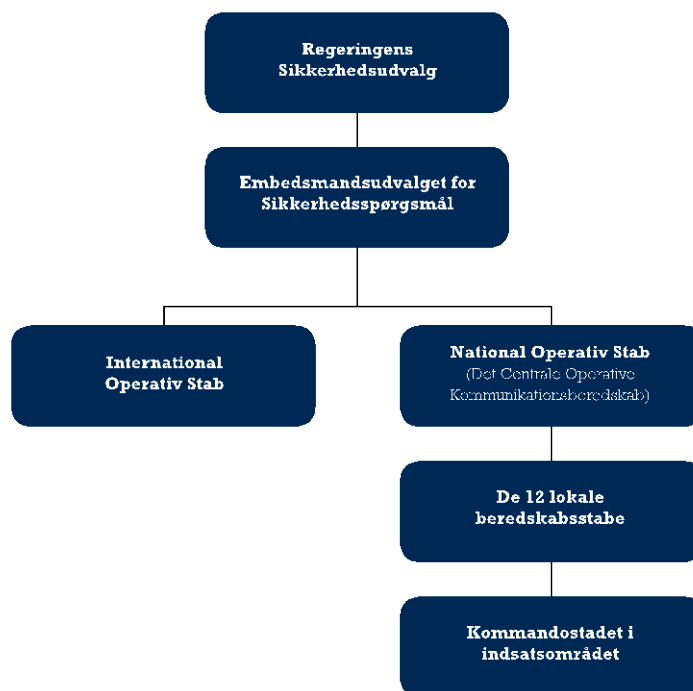 Regeringens
Sikkerhedsudvalg
Embedsmandsudvalget for
Sikkerhedsspørgsmål
International
Operativ Stab
National Operativ Stab
(Det Centrale Operative
Kommunikationsberedskab)
De 12 lokale
beredskabsstabe
Kommandostadet i
indsatsområdet